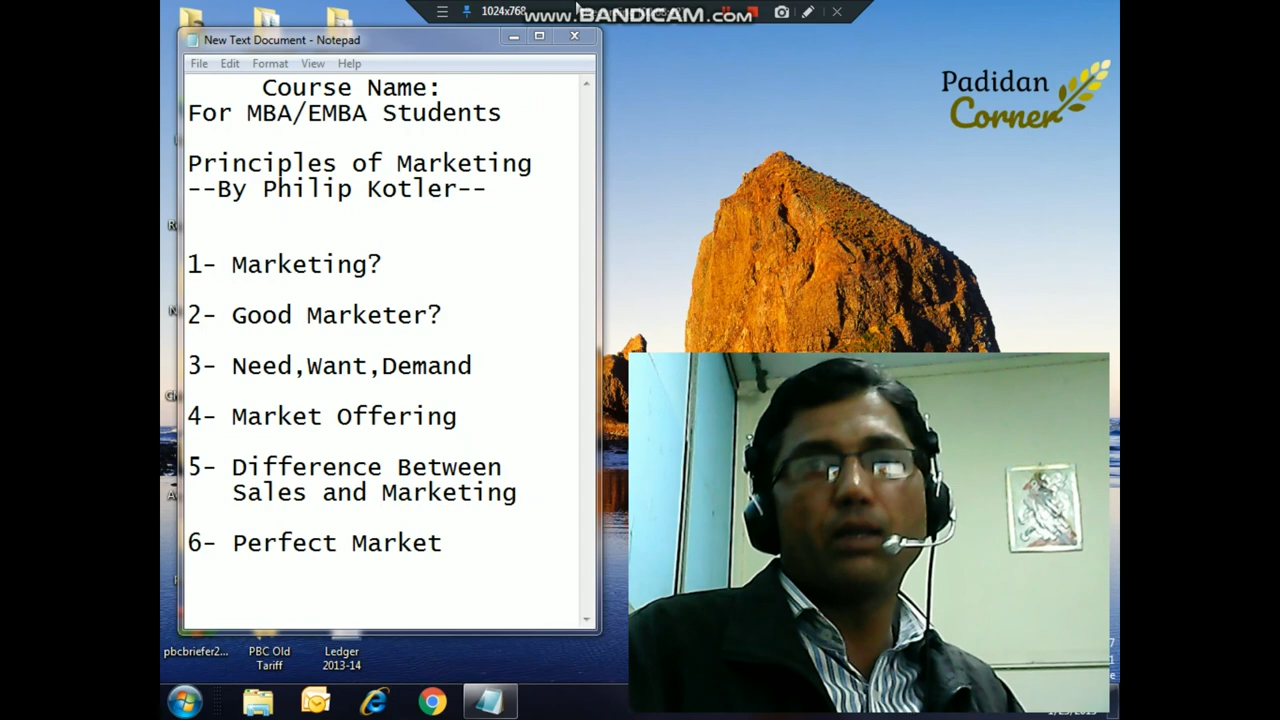 1024x768
www.BANDICAM.com
New Text Document - Notepad
File Edit Format View Help
Course Name:
For MBA/EMBA Students
Principles of Marketing
--By Philip Kotler--
1- Marketing?
2- Good Marketer?
3- Need,Want,Demand
4- Market Offering
5- Difference Between
Sales and Marketing
6- Perfect Market
Padidan
Corner
pbcbriefer2...
PBC Old
Tariff
Ledger
2013-14